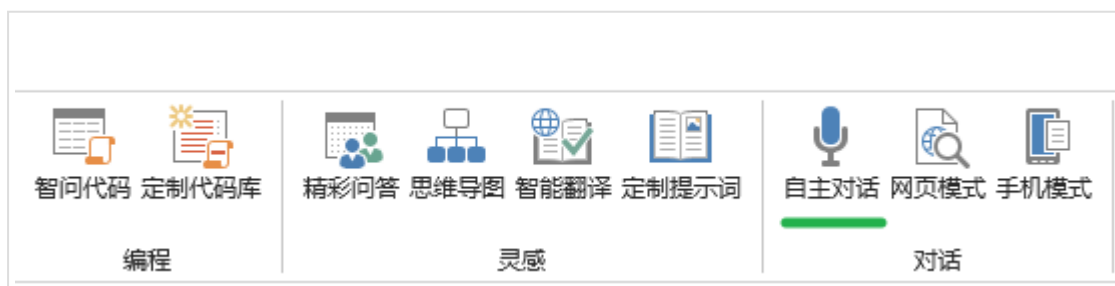 智问代码 定制代码库 精彩问答 思维导图 智能翻译 定制提示词 自主对话 网页模式 手机模式
编程 灵感 对话